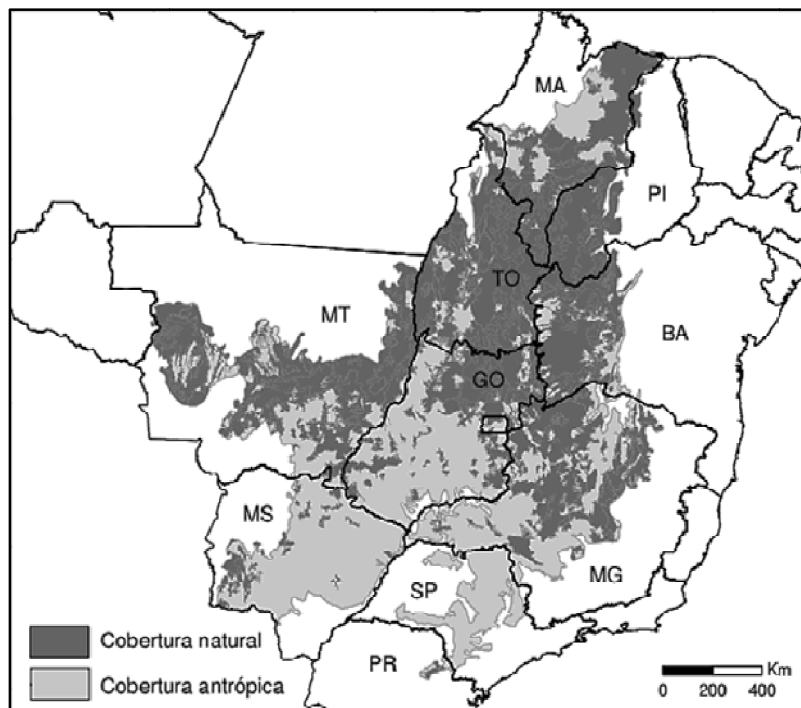 MA
PI
TO
MT
BA
GO
MS
MG
SP
PR
Cobertura natural
Cobertura antrópica
Km
0 200 400